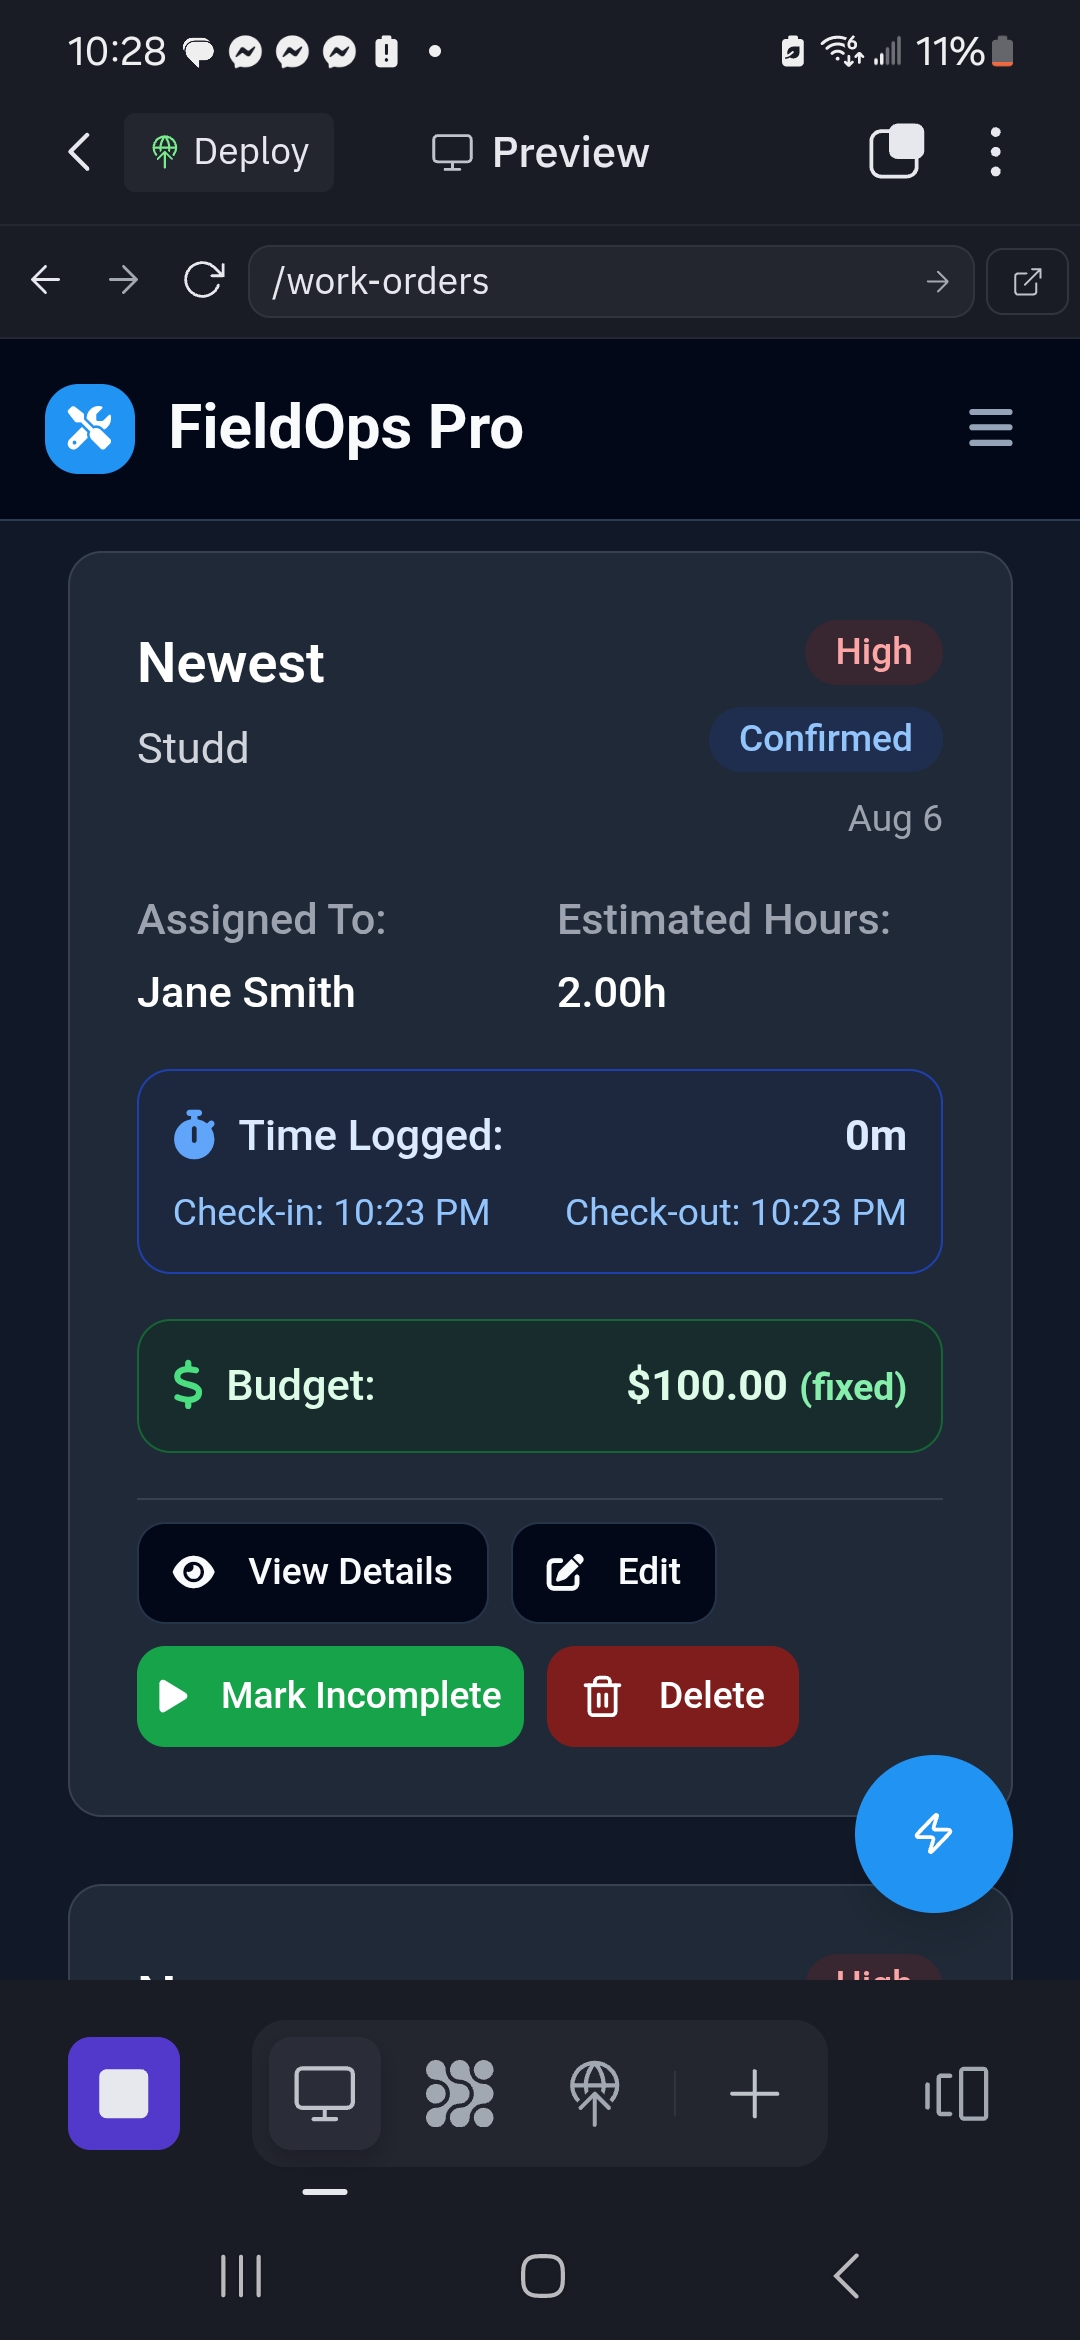 10:28
6
11%
Deploy
Preview
/work-orders
FieldOps Pro
Newest
High
Studd
Confirmed
Aug 6
Assigned To:
Estimated Hours:
Jane Smith
2.00h
Time Logged:
0m
Check-in: 10:23 PM
Check-out: 10:23 PM
Budget:
$100.00 (fixed)
View Details
Edit
Mark Incomplete
Delete
High